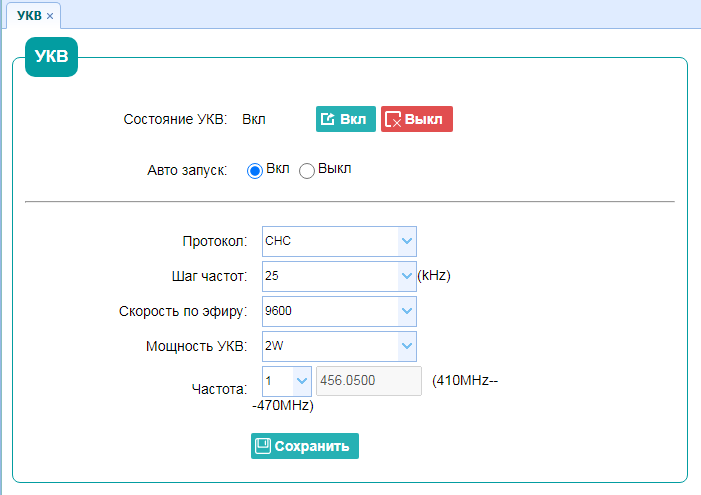 УКВ ×
УКВ
Состояние УКВ: Вкл Вкл Выкл
Авто запуск: Вкл Выкл
Протокол: CHC
Шаг частот: 25 (kHz)
Скорость по эфиру: 9600
Мощность УКВ: 2W
Частота: 1 456.0500 (410MHz--
-470MHz)
Сохранить